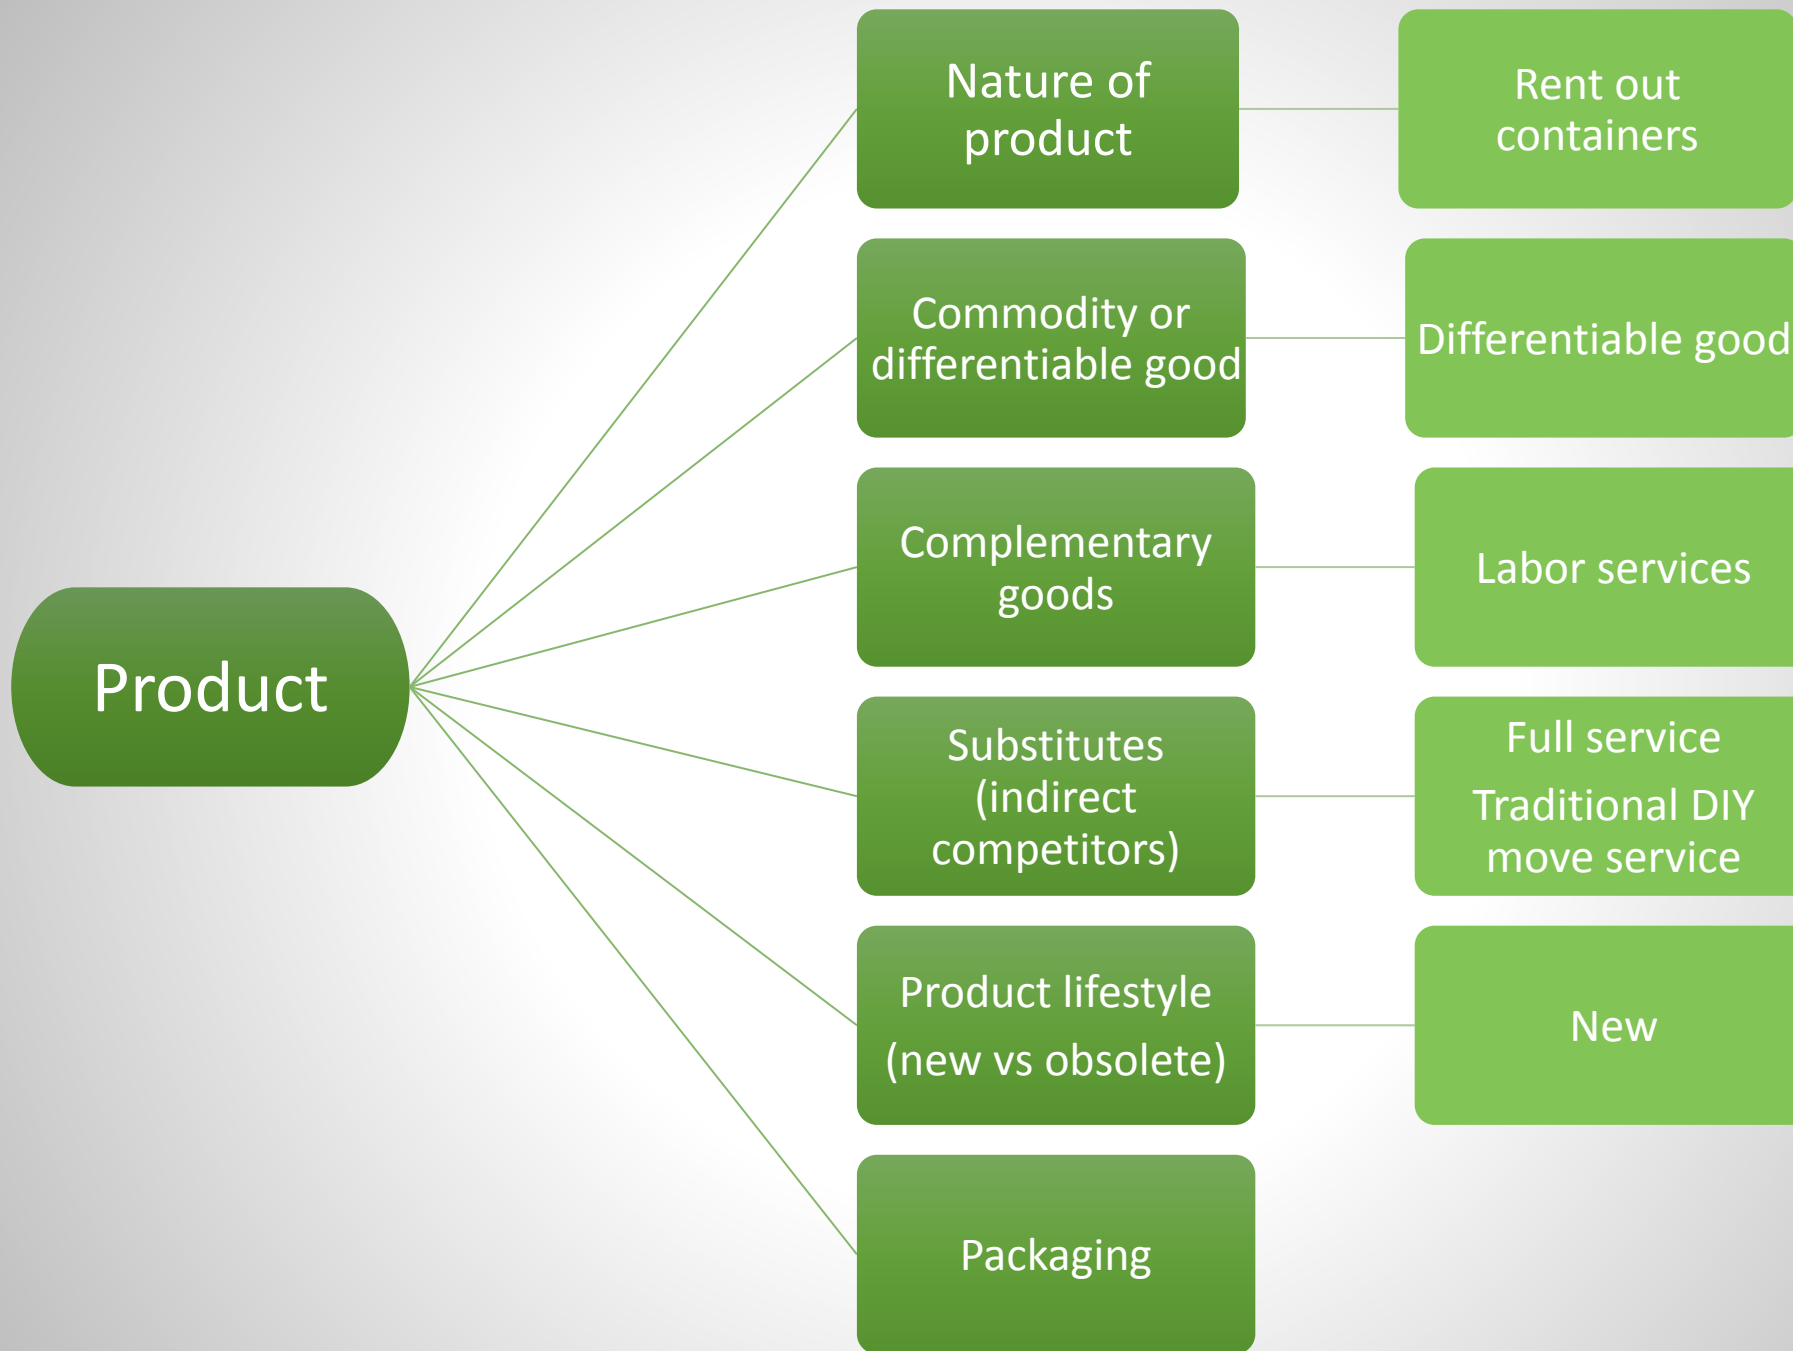 Product
Nature of
product
Rent out
containers
Commodity or
differentiable good
Differentiable good
Complementary
goods
Labor services
Substitutes
(indirect
competitors)
Full service
Traditional DIY
move service
Product lifestyle
(new vs obsolete)
New
Packaging